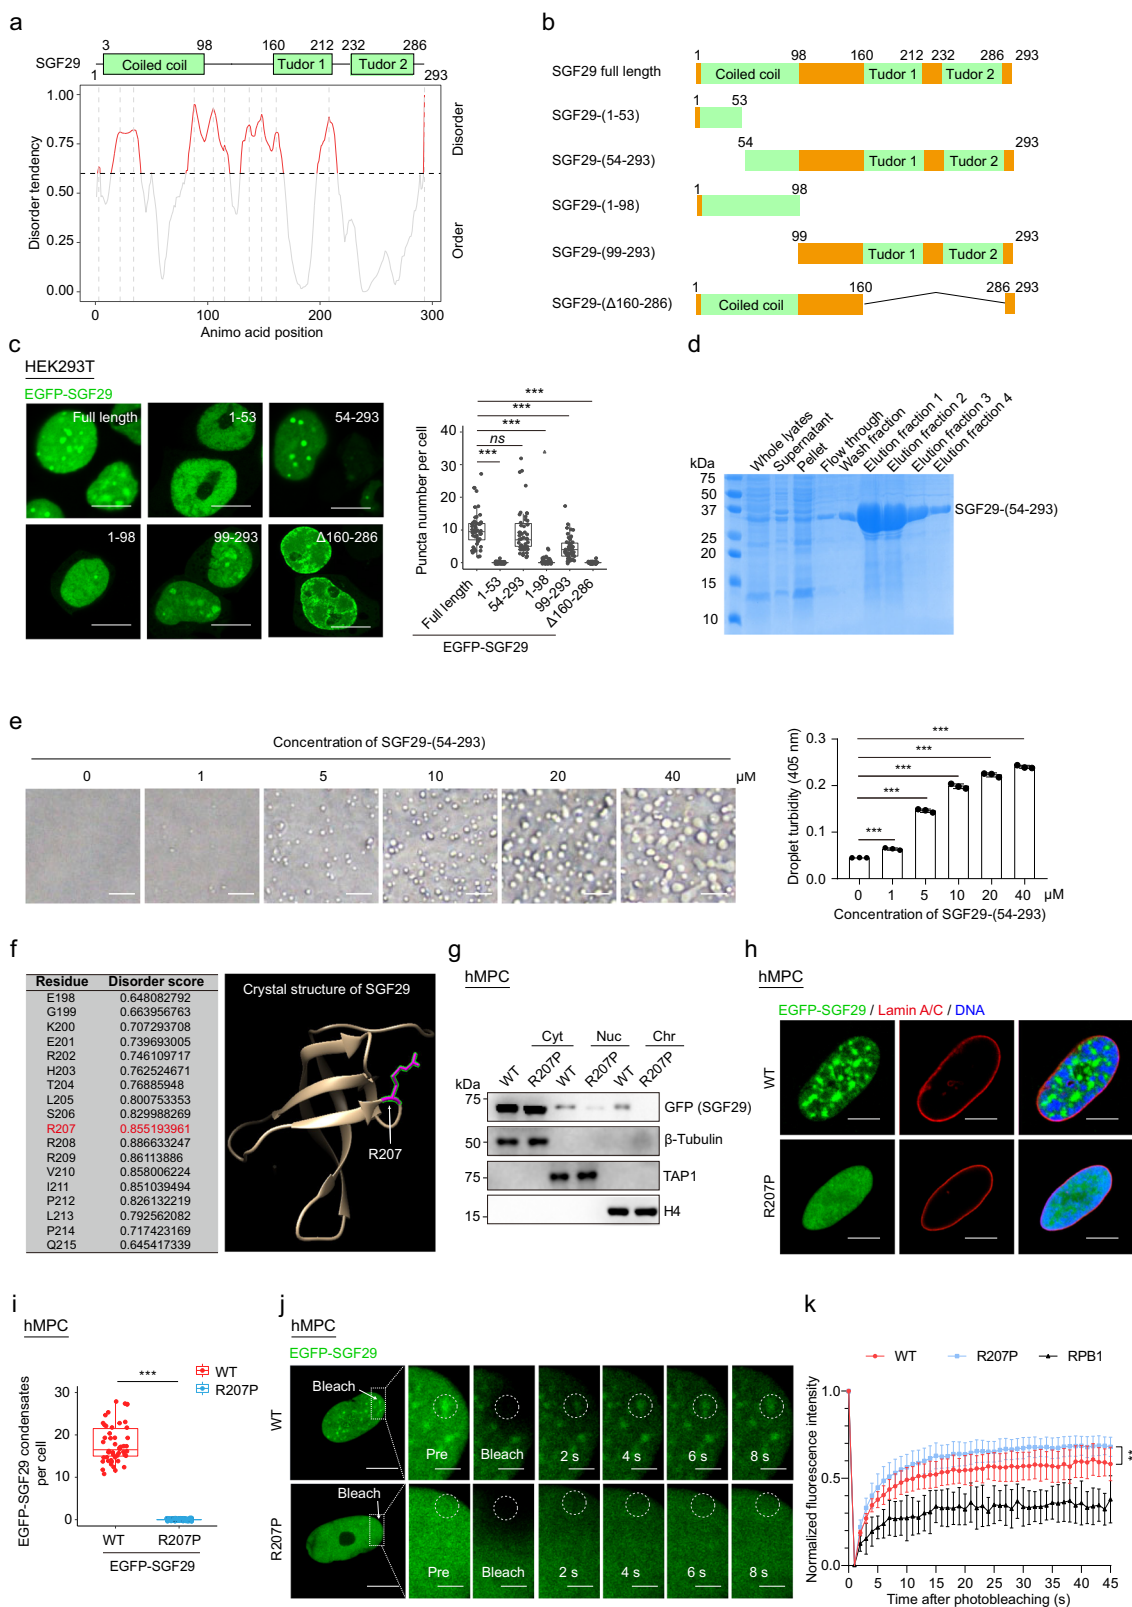 a
3 98 160 212 232 286
SGF29 Coiled coil Tudor 1 Tudor 2
1 293
1.00
0.75
0.50
0.25
0.00
Disorder tendency
Disorder
Order
0 100 200 300
Animo acid position
b
1 98 160 212 232 286 293
SGF29 full length Coiled coil Tudor 1 Tudor 2
1 53
SGF29-(1-53)
54 293
SGF29-(54-293) Tudor 1 Tudor 2
1 98
SGF29-(1-98)
99 293
SGF29-(99-293) Tudor 1 Tudor 2
1 160 286 293
SGF29-(Δ160-286) Coiled coil
c
HEK293T
EGFP-SGF29
Full length 1-53 54-293
1-98 99-293 Δ160-286
***
***
***
ns
***
40
30
20
10
0
Puncta nunmber per cell
Full length 1-53 54-293 1-98 99-293 Δ160-286
EGFP-SGF29
d
Whole lyates Supernatant Pellet Flow through Wash fraction Elution fraction 1 Elution fraction 2 Elution fraction 3 Elution fraction 4
kDa
75
50
37
25
20
15
10
SGF29-(54-293)
e
Concentration of SGF29-(54-293)
0 1 5 10 20 40 μM
0.3
0.2
0.1
0.0
Droplet turbidity (405 nm)
***
***
***
***
***
0 1 5 10 20 40 μM
Concentration of SGF29-(54-293)
f
Residue Disorder score
E198 0.648082792
G199 0.663956763
K200 0.707293708
E201 0.739693005
R202 0.746109717
H203 0.762524671
T204 0.76885948
L205 0.800753353
S206 0.829988269
R207 0.855193961
R208 0.886633247
R209 0.86113886
V210 0.858006224
I211 0.851039494
P212 0.826132219
L213 0.792562082
P214 0.717423169
Q215 0.645417339
Crystal structure of SGF29
R207
g
hMPC
Cyt Nuc Chr
WT R207P WT R207P WT R207P
kDa
75 GFP (SGF29)
50 β-Tubulin
75 TAP1
15 H4
h
hMPC
EGFP-SGF29 / Lamin A/C / DNA
WT
R207P
i
hMPC
***
WT
R207P
30
20
10
0
EGFP-SGF29 condensates
per cell
WT R207P
EGFP-SGF29
j
hMPC
EGFP-SGF29
WT
Bleach
Pre Bleach 2 s 4 s 6 s 8 s
R207P
Bleach
Pre Bleach 2 s 4 s 6 s 8 s
k
WT R207P RPB1
1.0
0.5
0.0
Normalized fluorescence intensity
**
0 5 10 15 20 25 30 35 40 45
Time after photobleaching (s)